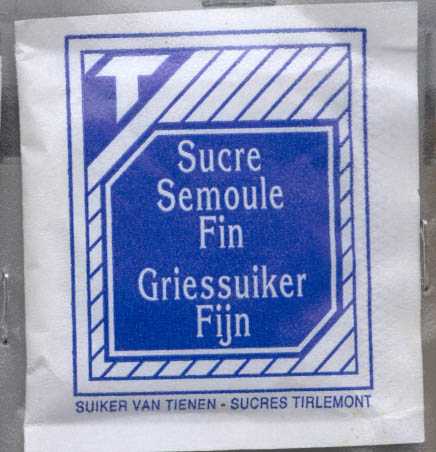 T
Sucre
Semoule
Fin
Griessuiker
Fijn
SUIKER VAN TIENEN - SUCRES TIRLEMONT